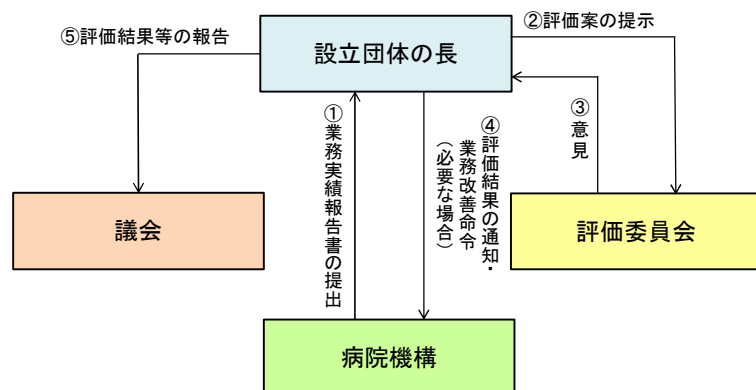 ⑤評価結果等の報告
設立団体の長
②評価案の提示
①業務実績報告書の提出
④評価結果の通知・
業務改善命令
（必要な場合）
③意見
議会
評価委員会
病院機構